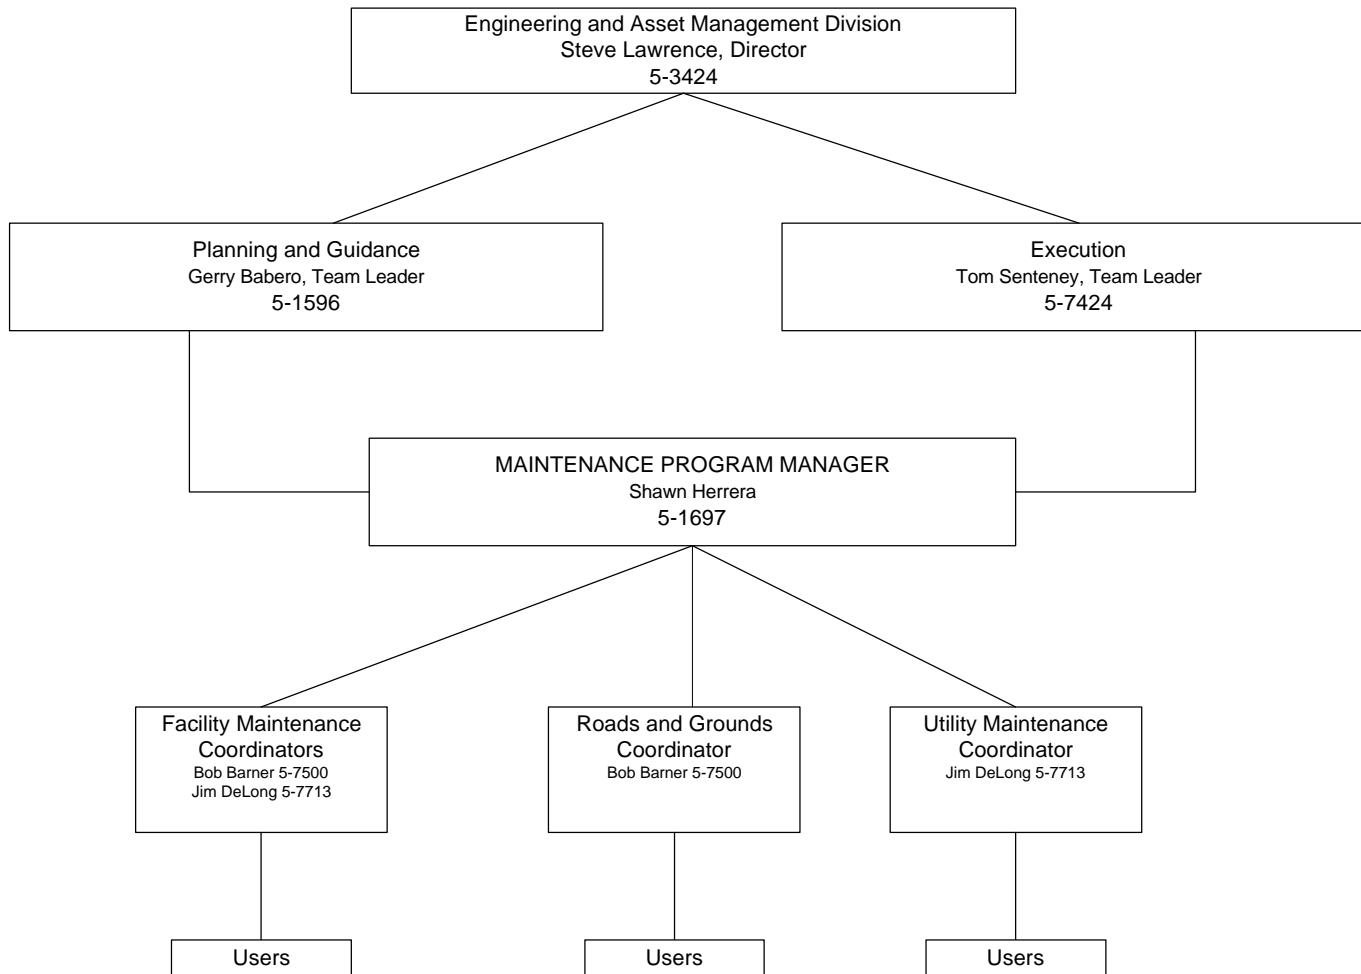 Engineering and Asset Management Division
Steve Lawrence, Director
5-3424
Planning and Guidance
Gerry Babero, Team Leader
5-1596
Execution
Tom Senteney, Team Leader
5-7424
MAINTENANCE PROGRAM MANAGER
Shawn Herrera
5-1697
Facility Maintenance
Coordinators
Bob Barner 5-7500
Jim DeLong 5-7713
Roads and Grounds
Coordinator
Bob Barner 5-7500
Utility Maintenance
Coordinator
Jim DeLong 5-7713
Users
Users
Users